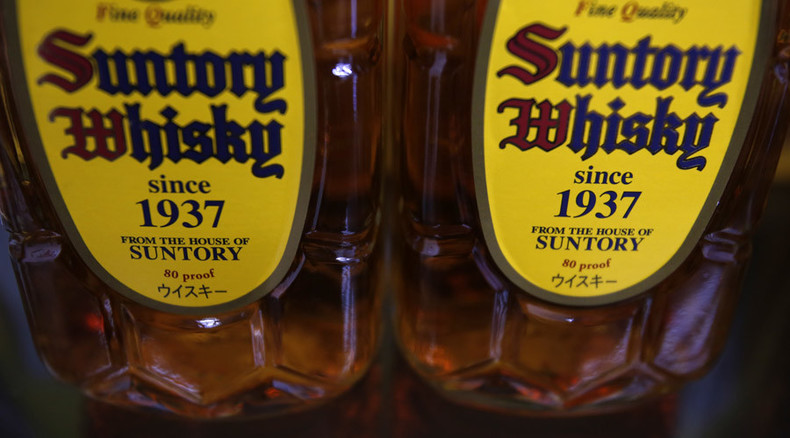 Fine Quality
Suntory
Whisky
since
1937
FROM THE HOUSE OF
SUNTORY
80 proof
ウイスキー
Fine Quality
Suntory
Whisky
since
1937
FROM THE HOUSE OF
SUNTORY
80 proof
ウイスキー